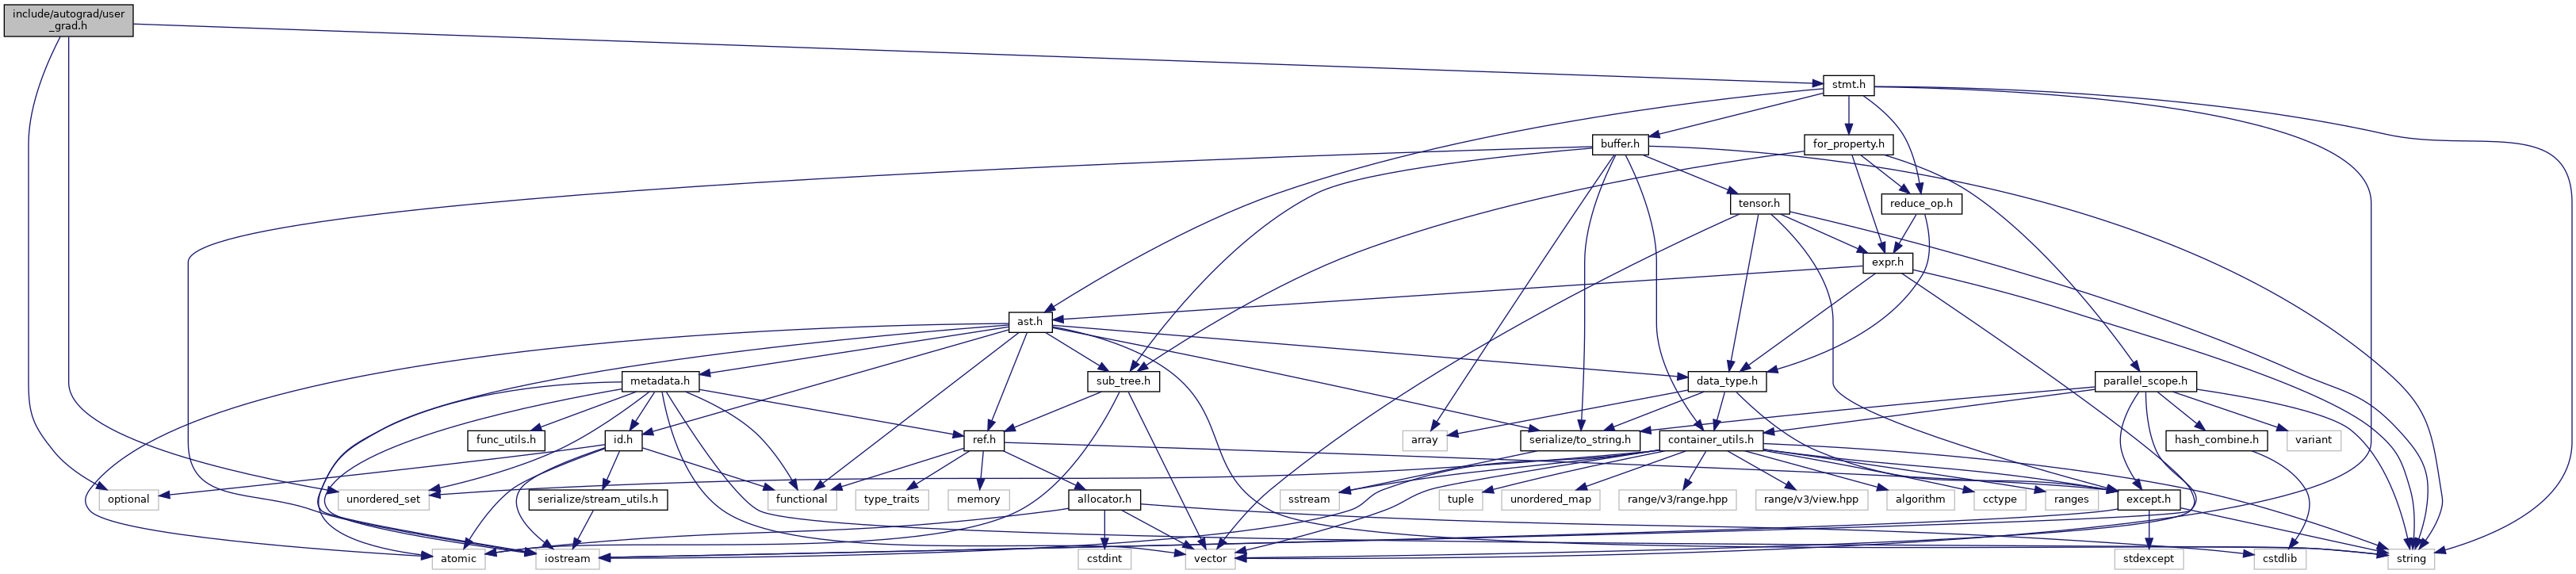 include/autograd/user
_grad.h
stmt.h
buffer.h
for_property.h
tensor.h
reduce_op.h
expr.h
ast.h
metadata.h
sub_tree.h
data_type.h
parallel_scope.h
func_utils.h
id.h
ref.h
array
serialize/to_string.h
container_utils.h
hash_combine.h
variant
optional
unordered_set
serialize/stream_utils.h
functional
type_traits
memory
allocator.h
sstream
tuple
unordered_map
range/v3/range.hpp
range/v3/view.hpp
algorithm
cctype
ranges
except.h
atomic
iostream
cstdint
vector
stdexcept
cstdlib
string